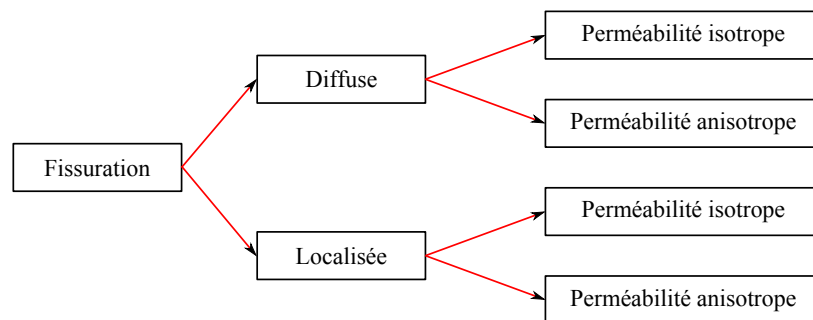 Fissuration
Diffuse
Perméabilité isotrope
Perméabilité anisotrope
Localisée
Perméabilité isotrope
Perméabilité anisotrope